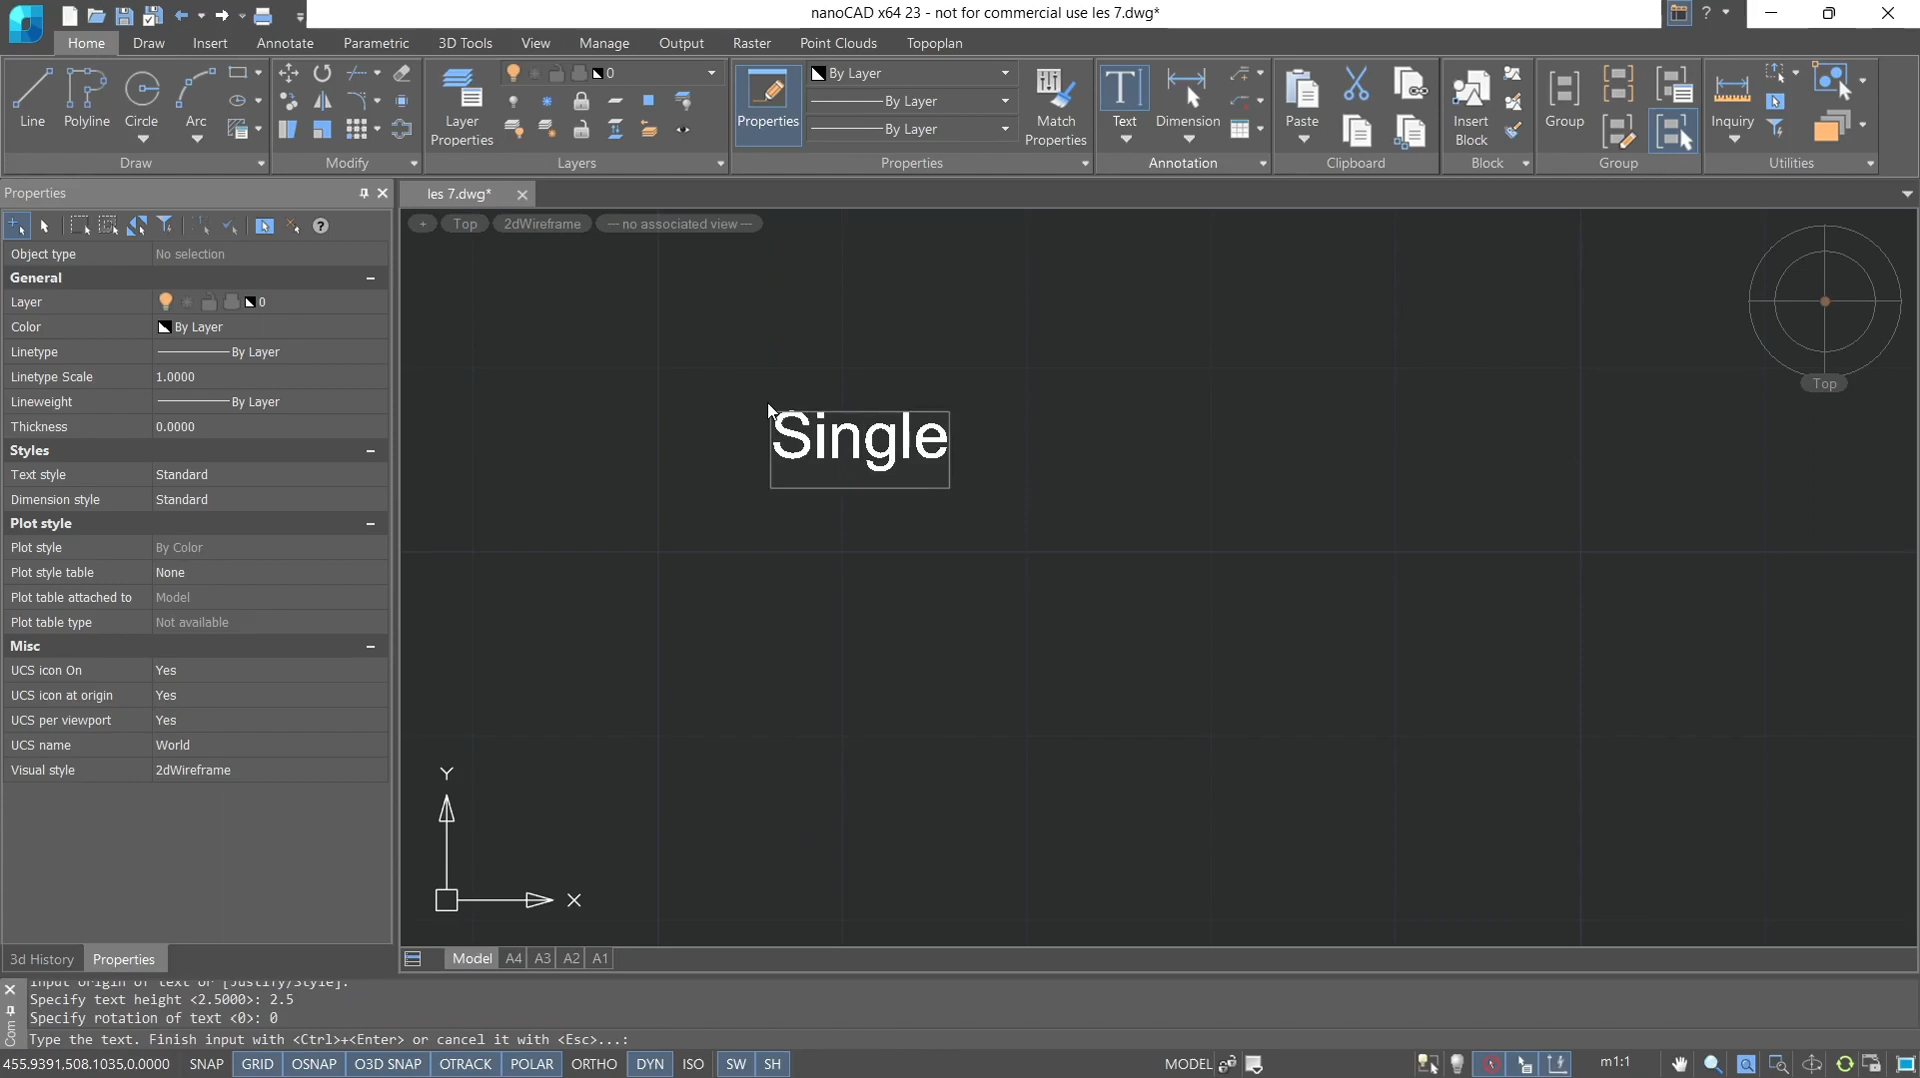 nanoCAD x64 23 - not for commercial use les 7.dwg*
?
Home Draw Insert Annotate Parametric 3D Tools View Manage Output Raster Point Clouds Topoplan
Line Polyline Circle Arc
Layer Properties
0
Properties
By Layer
By Layer
By Layer
Match Properties
Text Dimension
Paste
Insert Block
Group
Inquiry
Draw Modify Layers Properties Annotation Clipboard Block Group Utilities
Properties
les 7.dwg*
+ Top 2dWireframe — no associated view —
?
Object type No selection
General
Layer 0
Color By Layer
Linetype By Layer
Linetype Scale 1.0000
Lineweight By Layer
Thickness 0.0000
Styles
Text style Standard
Dimension style Standard
Plot style
Plot style By Color
Plot style table None
Plot table attached to Model
Plot table type Not available
Misc
UCS icon On Yes
UCS icon at origin Yes
UCS per viewport Yes
UCS name World
Visual style 2dWireframe
Single
Top
Y
X
3d History Properties
Model A4 A3 A2 A1
Input origin of text or [Justify/Style]:
Specify text height <2.5000>: 2.5
Specify rotation of text <0>: 0
Type the text. Finish input with <Ctrl>+<Enter> or cancel it with <Esc>...:
Com
455.9391,508.1035,0.0000 SNAP GRID OSNAP O3D SNAP OTRACK POLAR ORTHO DYN ISO SW SH MODEL m1:1